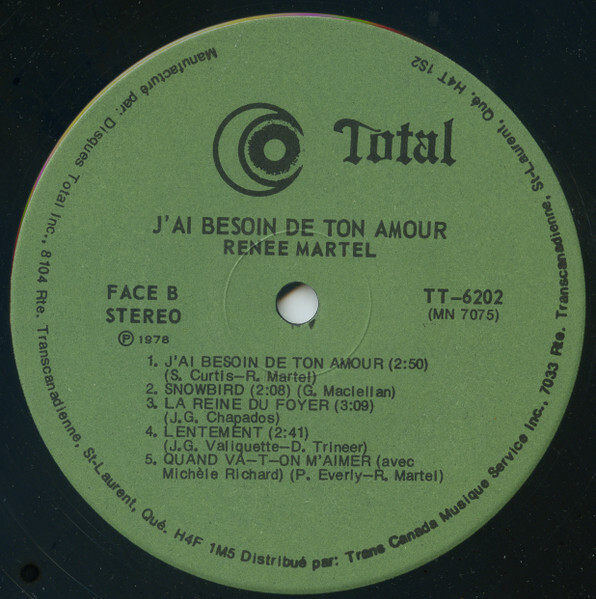 Total
J'AI BESOIN DE TON AMOUR
RENEE MARTEL
FACE B
STEREO
Ⓟ 1978
TT-6202
(MN 7075)
1. J'AI BESOIN DE TON AMOUR (2:50)
(S. Curtis-R. Martel)
2. SNOWBIRD (2:08) (G. Maclellan)
3. LA REINE DU FOYER (3:09)
(J.G. Chapados)
4. LENTEMENT (2:41)
(J.G. Valiquette-D. Trineer)
5. QUAND VA-T-ON M'AIMER (avec
Michèle Richard) (P. Everly-R. Martel)
Manufacturé par: Disques Total Inc., 8104 Rte. Transcanadienne, St-Laurent, Qué. H4F 1M5 Distribué par: Trans Canada Musique Service Inc., 7033 Rte. Transcanadienne, St-Laurent, Qué. H4T 1S2